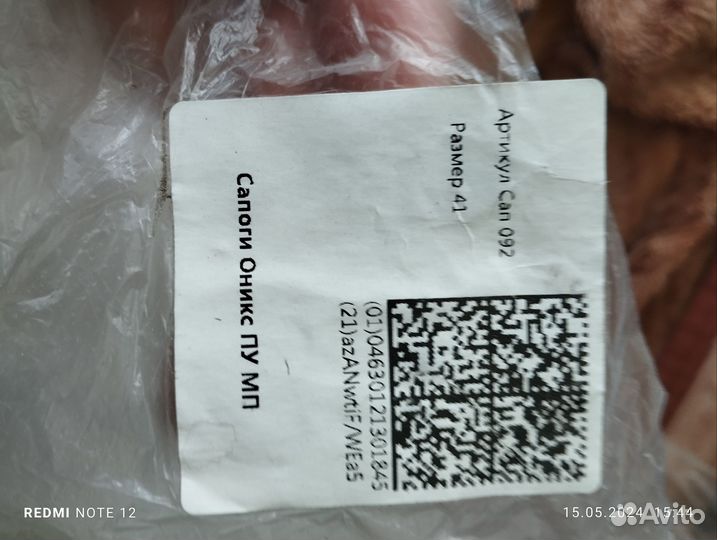 Артикул Сап 092
Размер 41
(01)04630121301845
(21)azANwtiF/WEa5
Сапоги Оникс ПУ МП
REDMI NOTE 12
15.05.2024 15:44
Avito